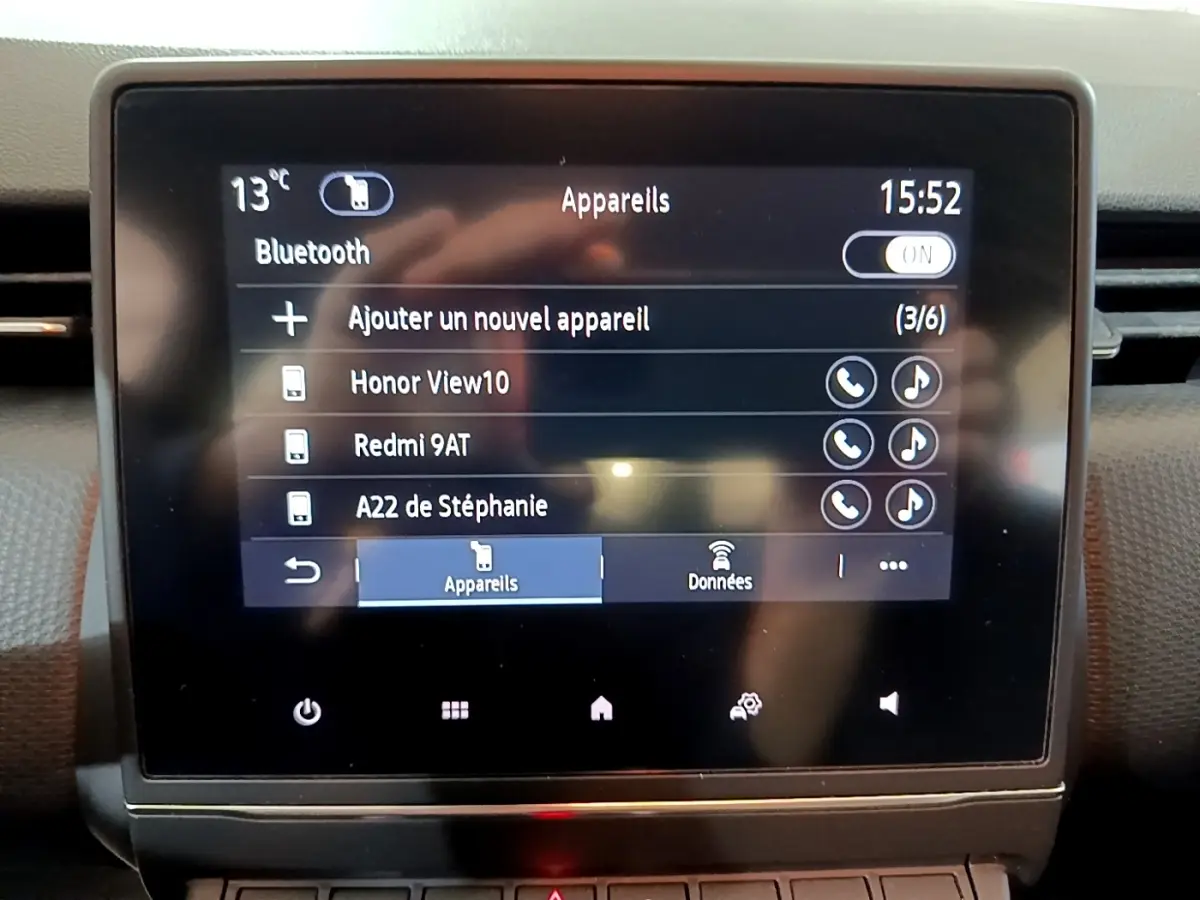 13°C Appareils 15:52
Bluetooth ON
Ajouter un nouvel appareil (3/6)
Honor View10
Redmi 9AT
A22 de Stéphanie
Appareils Données